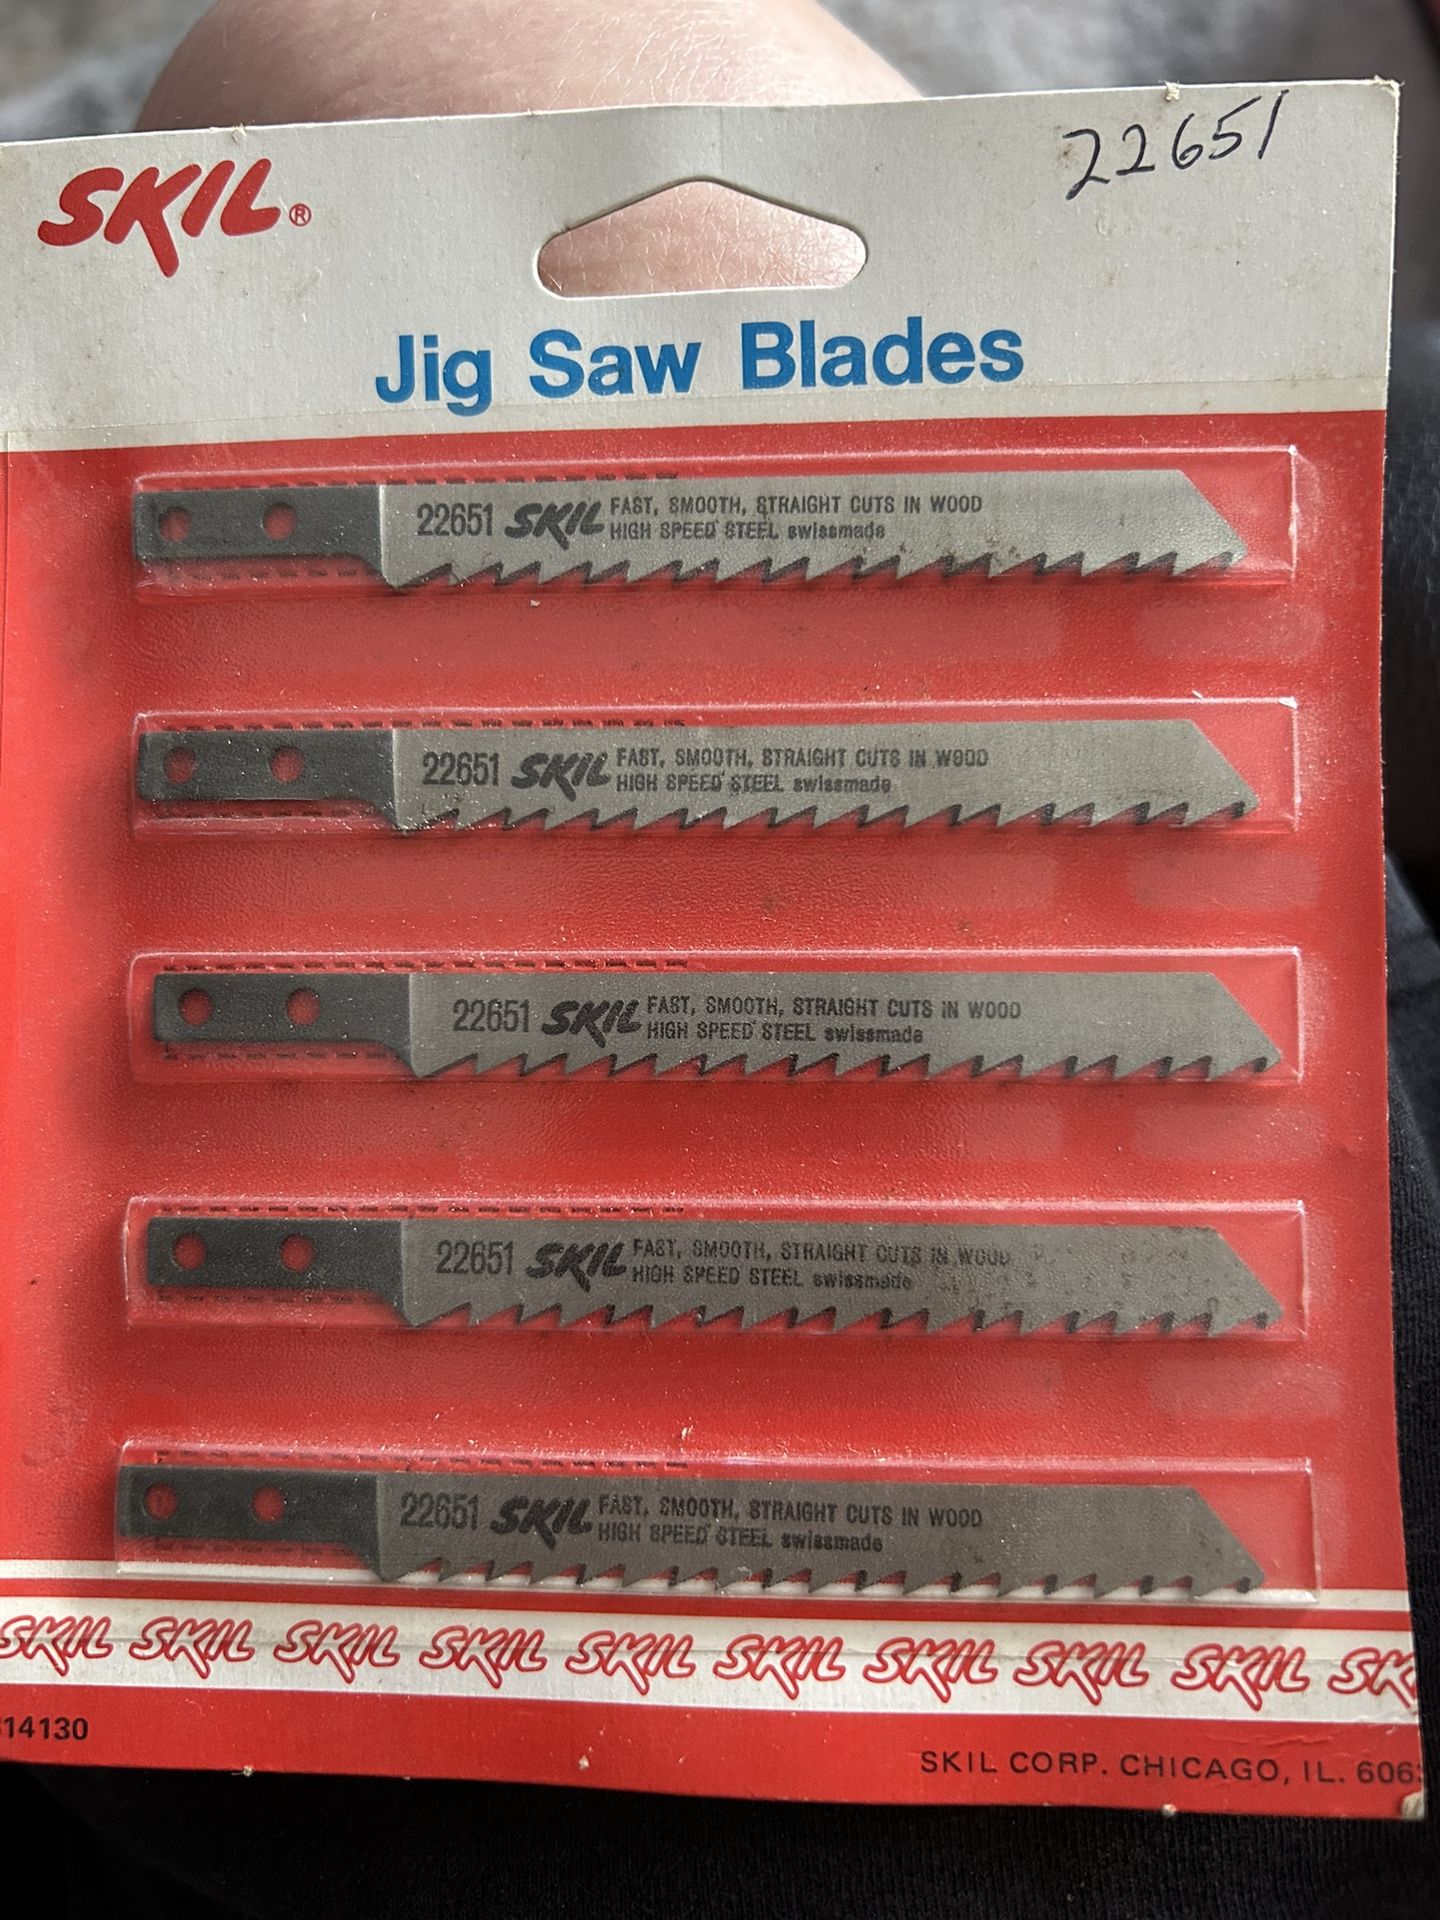 22651
SKIL®
Jig Saw Blades
22651 SKIL FAST, SMOOTH, STRAIGHT CUTS IN WOOD
HIGH SPEED STEEL swissmade
22651 SKIL FAST, SMOOTH, STRAIGHT CUTS IN WOOD
HIGH SPEED STEEL swissmade
22651 SKIL FAST, SMOOTH, STRAIGHT CUTS IN WOOD
HIGH SPEED STEEL swissmade
22651 SKIL FAST, SMOOTH, STRAIGHT CUTS IN WOOD
HIGH SPEED STEEL swissmade
22651 SKIL FAST, SMOOTH, STRAIGHT CUTS IN WOOD
HIGH SPEED STEEL swissmade
SKIL SKIL SKIL SKIL SKIL SKIL SKIL SKIL SKIL SK
14130
SKIL CORP. CHICAGO, IL. 606